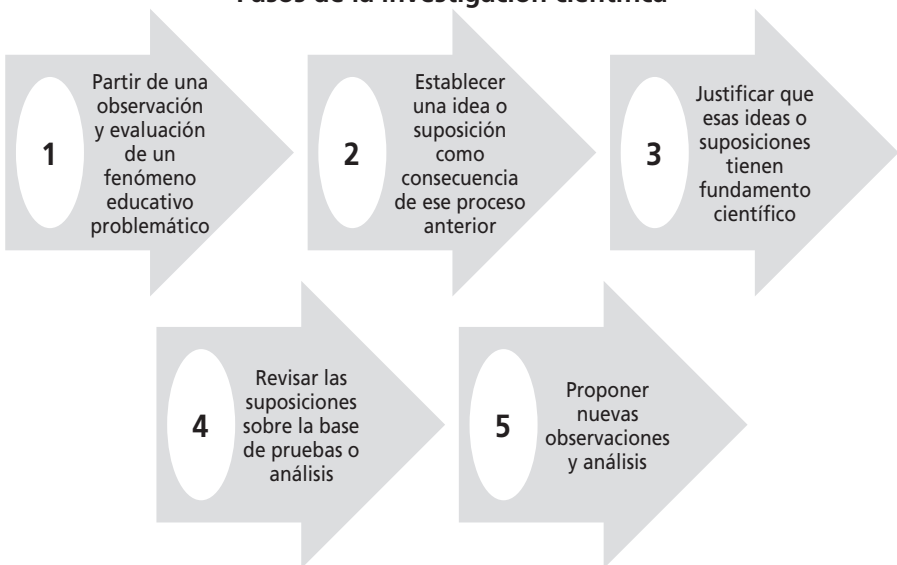 Pasos de la investigación científica
1
Partir de una
observación
y evaluación
de un
fenómeno
educativo
problemático
2
Establecer
una idea o
suposición
como
consecuencia
de ese proceso
anterior
3
Justificar que
esas ideas o
suposiciones
tienen
fundamento
científico
4
Revisar las
suposiciones
sobre la base
de pruebas o
análisis
5
Proponer
nuevas
observaciones
y análisis